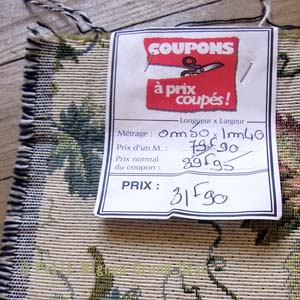 COUPONS
à prix
coupés!
Longueur x Largeur
Métrage : 0m50 x 1m40
Prix d'un M. : 79F90
Prix normal
du coupon : 39F95
PRIX :
31F90